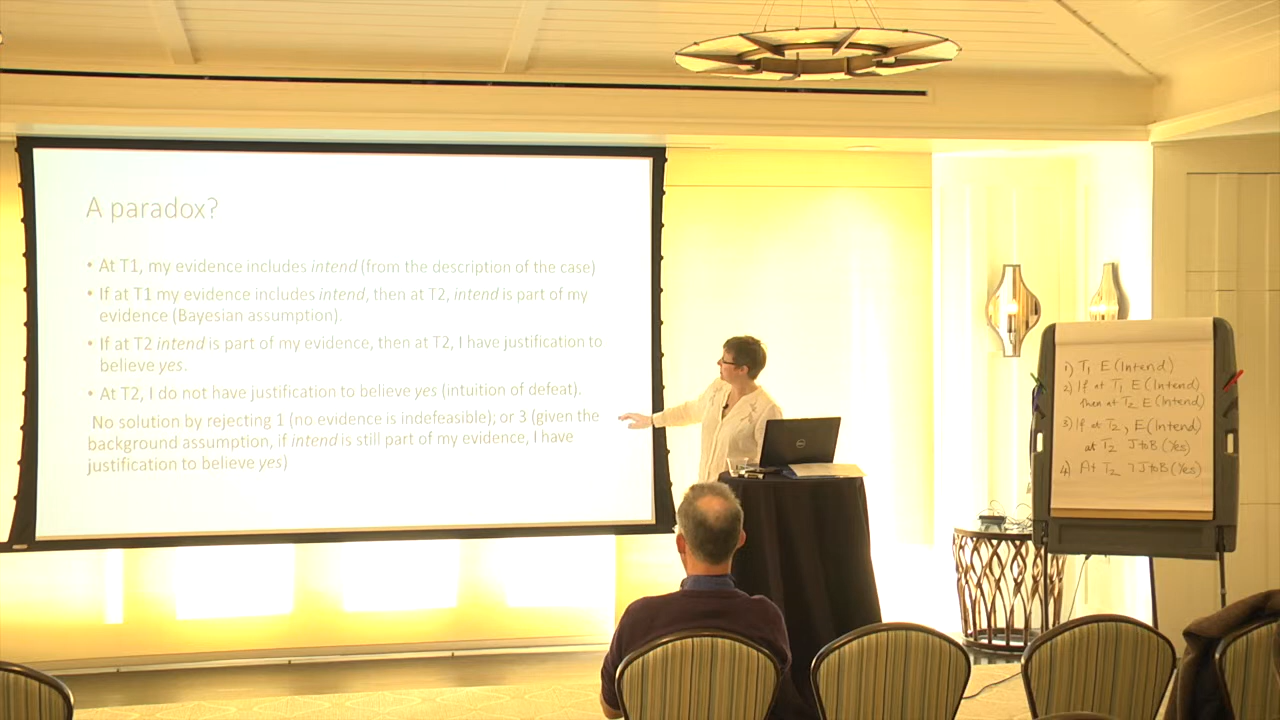 A paradox?
• At T1, my evidence includes intend (from the description of the case)
• If at T1 my evidence includes intend, then at T2, intend is part of my
evidence (Bayesian assumption).
• If at T2 intend is part of my evidence, then at T2, I have justification to
believe yes.
• At T2, I do not have justification to believe yes (intuition of defeat).
No solution by rejecting 1 (no evidence is indefeasible); or 3 (given the
background assumption, if intend is still part of my evidence, I have
justification to believe yes)
DELL
1) T₁ E (Intend)
2) If at T₁ E (Intend)
then at T₂ E (Intend)
3) If at T₂, E(Intend)
at T₂ JtoB (Yes)
4) At T₂ ¬JtoB (Yes)